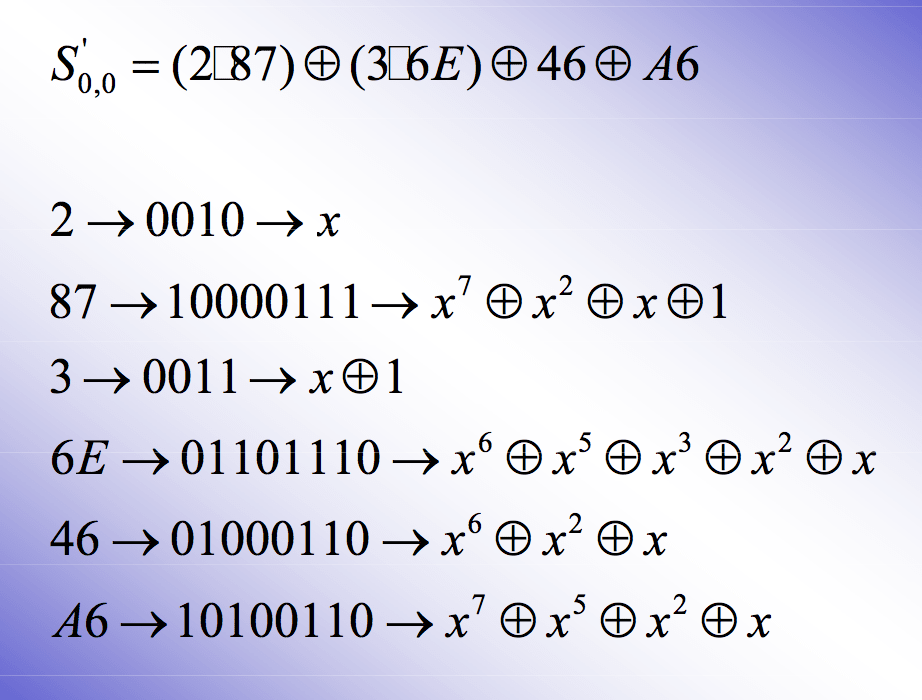 S'₀,₀ = (2□87) ⊕ (3□6E) ⊕ 46 ⊕ A6
2 → 0010 → x
87 → 10000111 → x⁷ ⊕ x² ⊕ x ⊕ 1
3 → 0011 → x ⊕ 1
6E → 01101110 → x⁶ ⊕ x⁵ ⊕ x³ ⊕ x² ⊕ x
46 → 01000110 → x⁶ ⊕ x² ⊕ x
A6 → 10100110 → x⁷ ⊕ x⁵ ⊕ x² ⊕ x